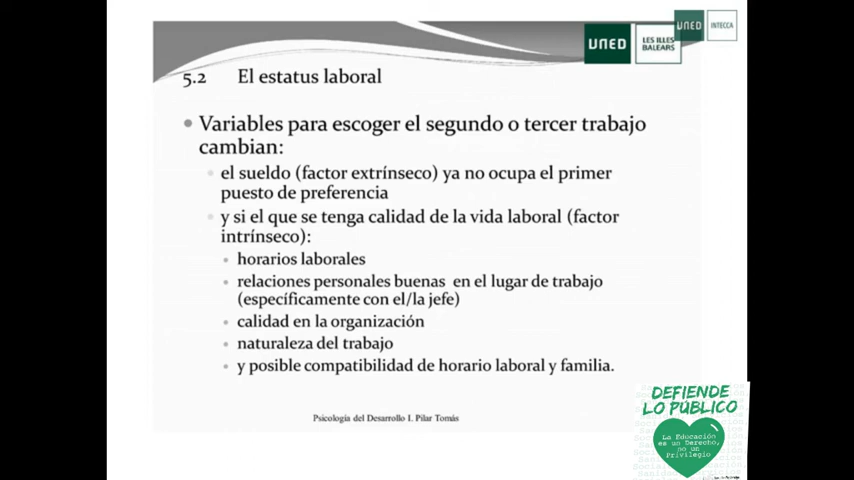 UNED
LES ILLES
BALEARS
UNED
INTECCA
5.2 El estatus laboral
Variables para escoger el segundo o tercer trabajo
cambian:
el sueldo (factor extrínseco) ya no ocupa el primer
puesto de preferencia
y si el que se tenga calidad de la vida laboral (factor
intrínseco):
horarios laborales
relaciones personales buenas en el lugar de trabajo
(específicamente con el/la jefe)
calidad en la organización
naturaleza del trabajo
y posible compatibilidad de horario laboral y familia.
Psicología del Desarrollo I. Pilar Tomás
DEFIENDE
LO PÚBLICO
La Educación
es un Derecho,
no un
Privilegio